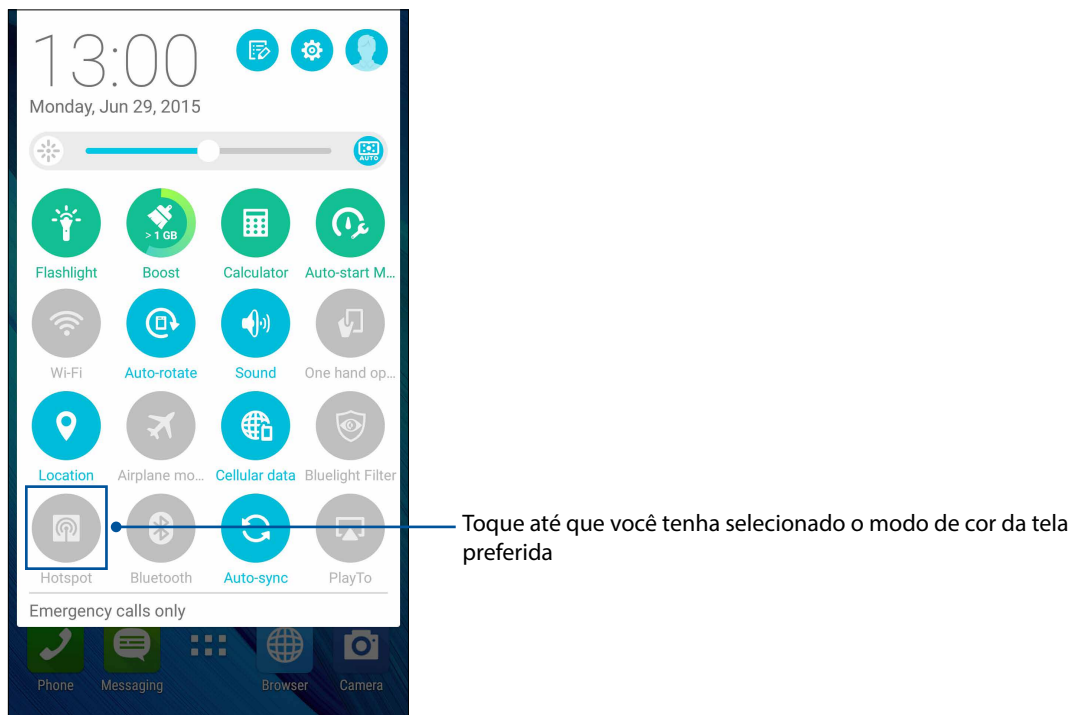 13:00
Monday, Jun 29, 2015
AUTO
> 1 GB
Flashlight Boost Calculator Auto-start M...
Wi-Fi Auto-rotate Sound One hand op...
Location Airplane mo... Cellular data Bluelight Filter
Toque até que você tenha selecionado o modo de cor da tela
preferida
Hotspot Bluetooth Auto-sync PlayTo
Emergency calls only
Phone Messaging Browser Camera